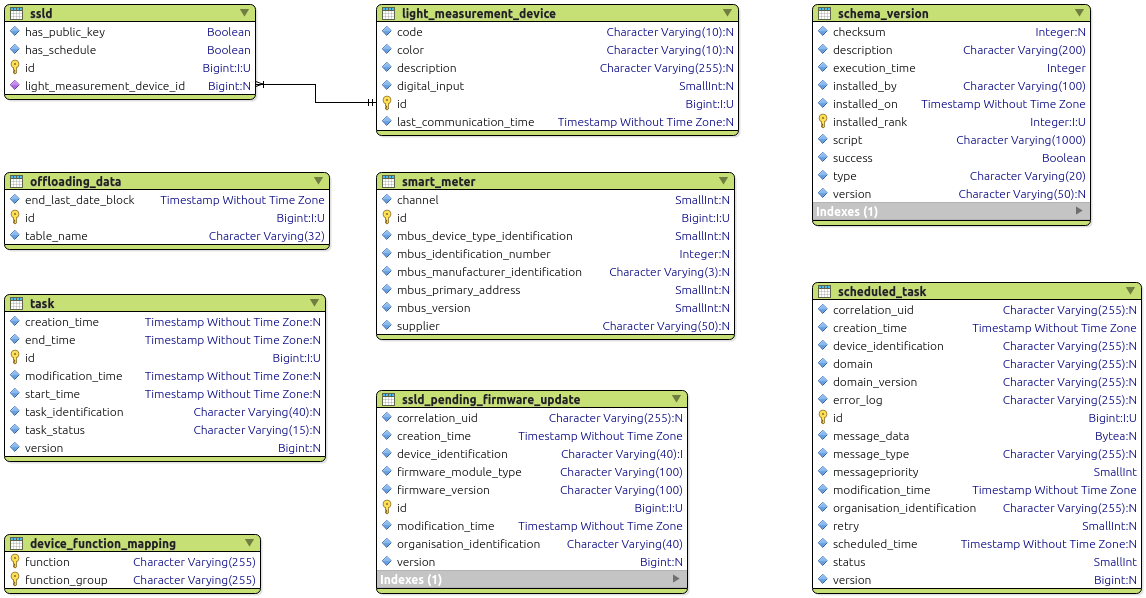 ssld
has_public_key Boolean
has_schedule Boolean
id Bigint:I:U
light_measurement_device_id Bigint:N
light_measurement_device
code Character Varying(10):N
color Character Varying(10):N
description Character Varying(255):N
digital_input SmallInt:N
id Bigint:I:U
last_communication_time Timestamp Without Time Zone:N
schema_version
checksum Integer:N
description Character Varying(200)
execution_time Integer
installed_by Character Varying(100)
installed_on Timestamp Without Time Zone
installed_rank Integer:I:U
script Character Varying(1000)
success Boolean
type Character Varying(20)
version Character Varying(50):N
Indexes (1)
offloading_data
end_last_date_block Timestamp Without Time Zone
id Bigint:I:U
table_name Character Varying(32)
smart_meter
channel SmallInt:N
id Bigint:I:U
mbus_device_type_identification SmallInt:N
mbus_identification_number Integer:N
mbus_manufacturer_identification Character Varying(3):N
mbus_primary_address SmallInt:N
mbus_version SmallInt:N
supplier Character Varying(50):N
task
creation_time Timestamp Without Time Zone:N
end_time Timestamp Without Time Zone:N
id Bigint:I:U
modification_time Timestamp Without Time Zone:N
start_time Timestamp Without Time Zone:N
task_identification Character Varying(40):N
task_status Character Varying(15):N
version Bigint:N
scheduled_task
correlation_uid Character Varying(255):N
creation_time Timestamp Without Time Zone
device_identification Character Varying(255):N
domain Character Varying(255):N
domain_version Character Varying(255):N
error_log Character Varying(255):N
id Bigint:I:U
message_data Bytea:N
message_type Character Varying(255):N
messagepriority SmallInt
modification_time Timestamp Without Time Zone
organisation_identification Character Varying(255):N
retry SmallInt:N
scheduled_time Timestamp Without Time Zone:N
status SmallInt
version Bigint:N
ssld_pending_firmware_update
correlation_uid Character Varying(255):N
creation_time Timestamp Without Time Zone
device_identification Character Varying(40):I
firmware_module_type Character Varying(100)
firmware_version Character Varying(100)
id Bigint:I:U
modification_time Timestamp Without Time Zone
organisation_identification Character Varying(40)
version Bigint:N
Indexes (1)
device_function_mapping
function Character Varying(255)
function_group Character Varying(255)